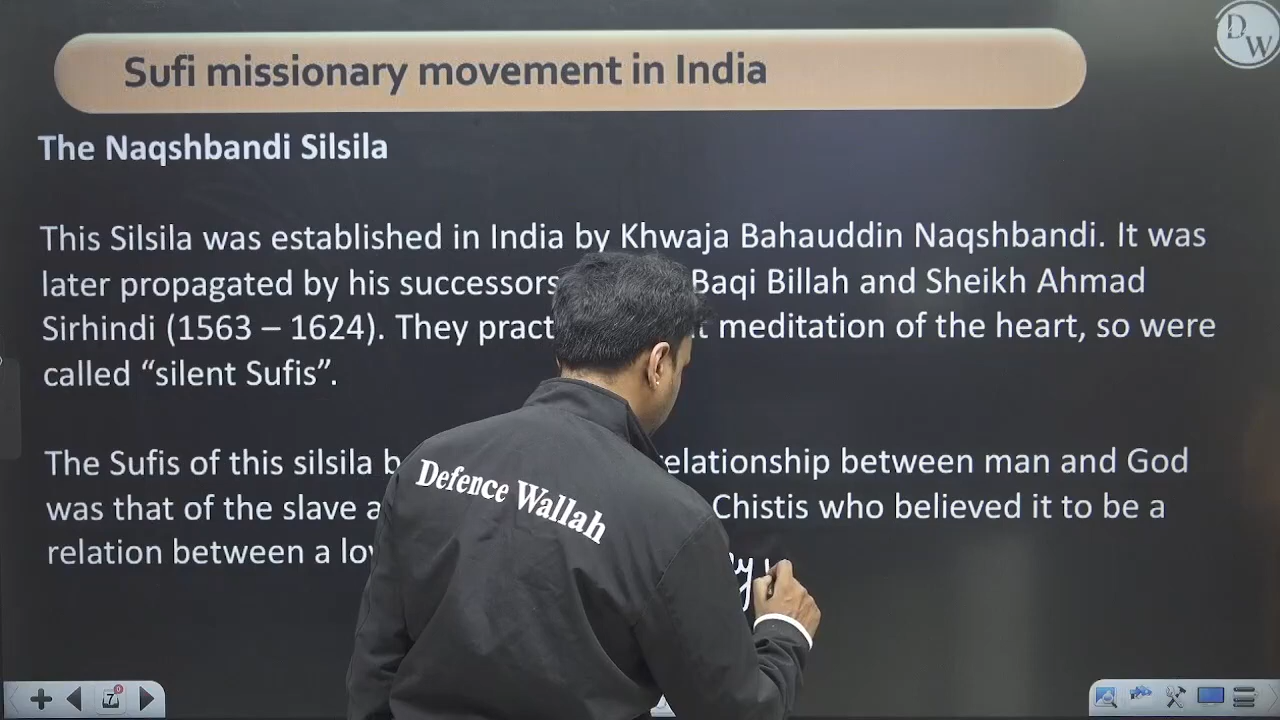 Sufi missionary movement in India
D W
The Naqshbandi Silsila
This Silsila was established in India by Khwaja Bahauddin Naqshbandi. It was
later propagated by his successors Baqi Billah and Sheikh Ahmad
Sirhindi (1563 – 1624). They meditation of the heart, so were
called “silent Sufis”.
The Sufis of this silsila between man and God
was that of the slave Chistis who believed it to be a
relation between a
Defence Wallah
7
0